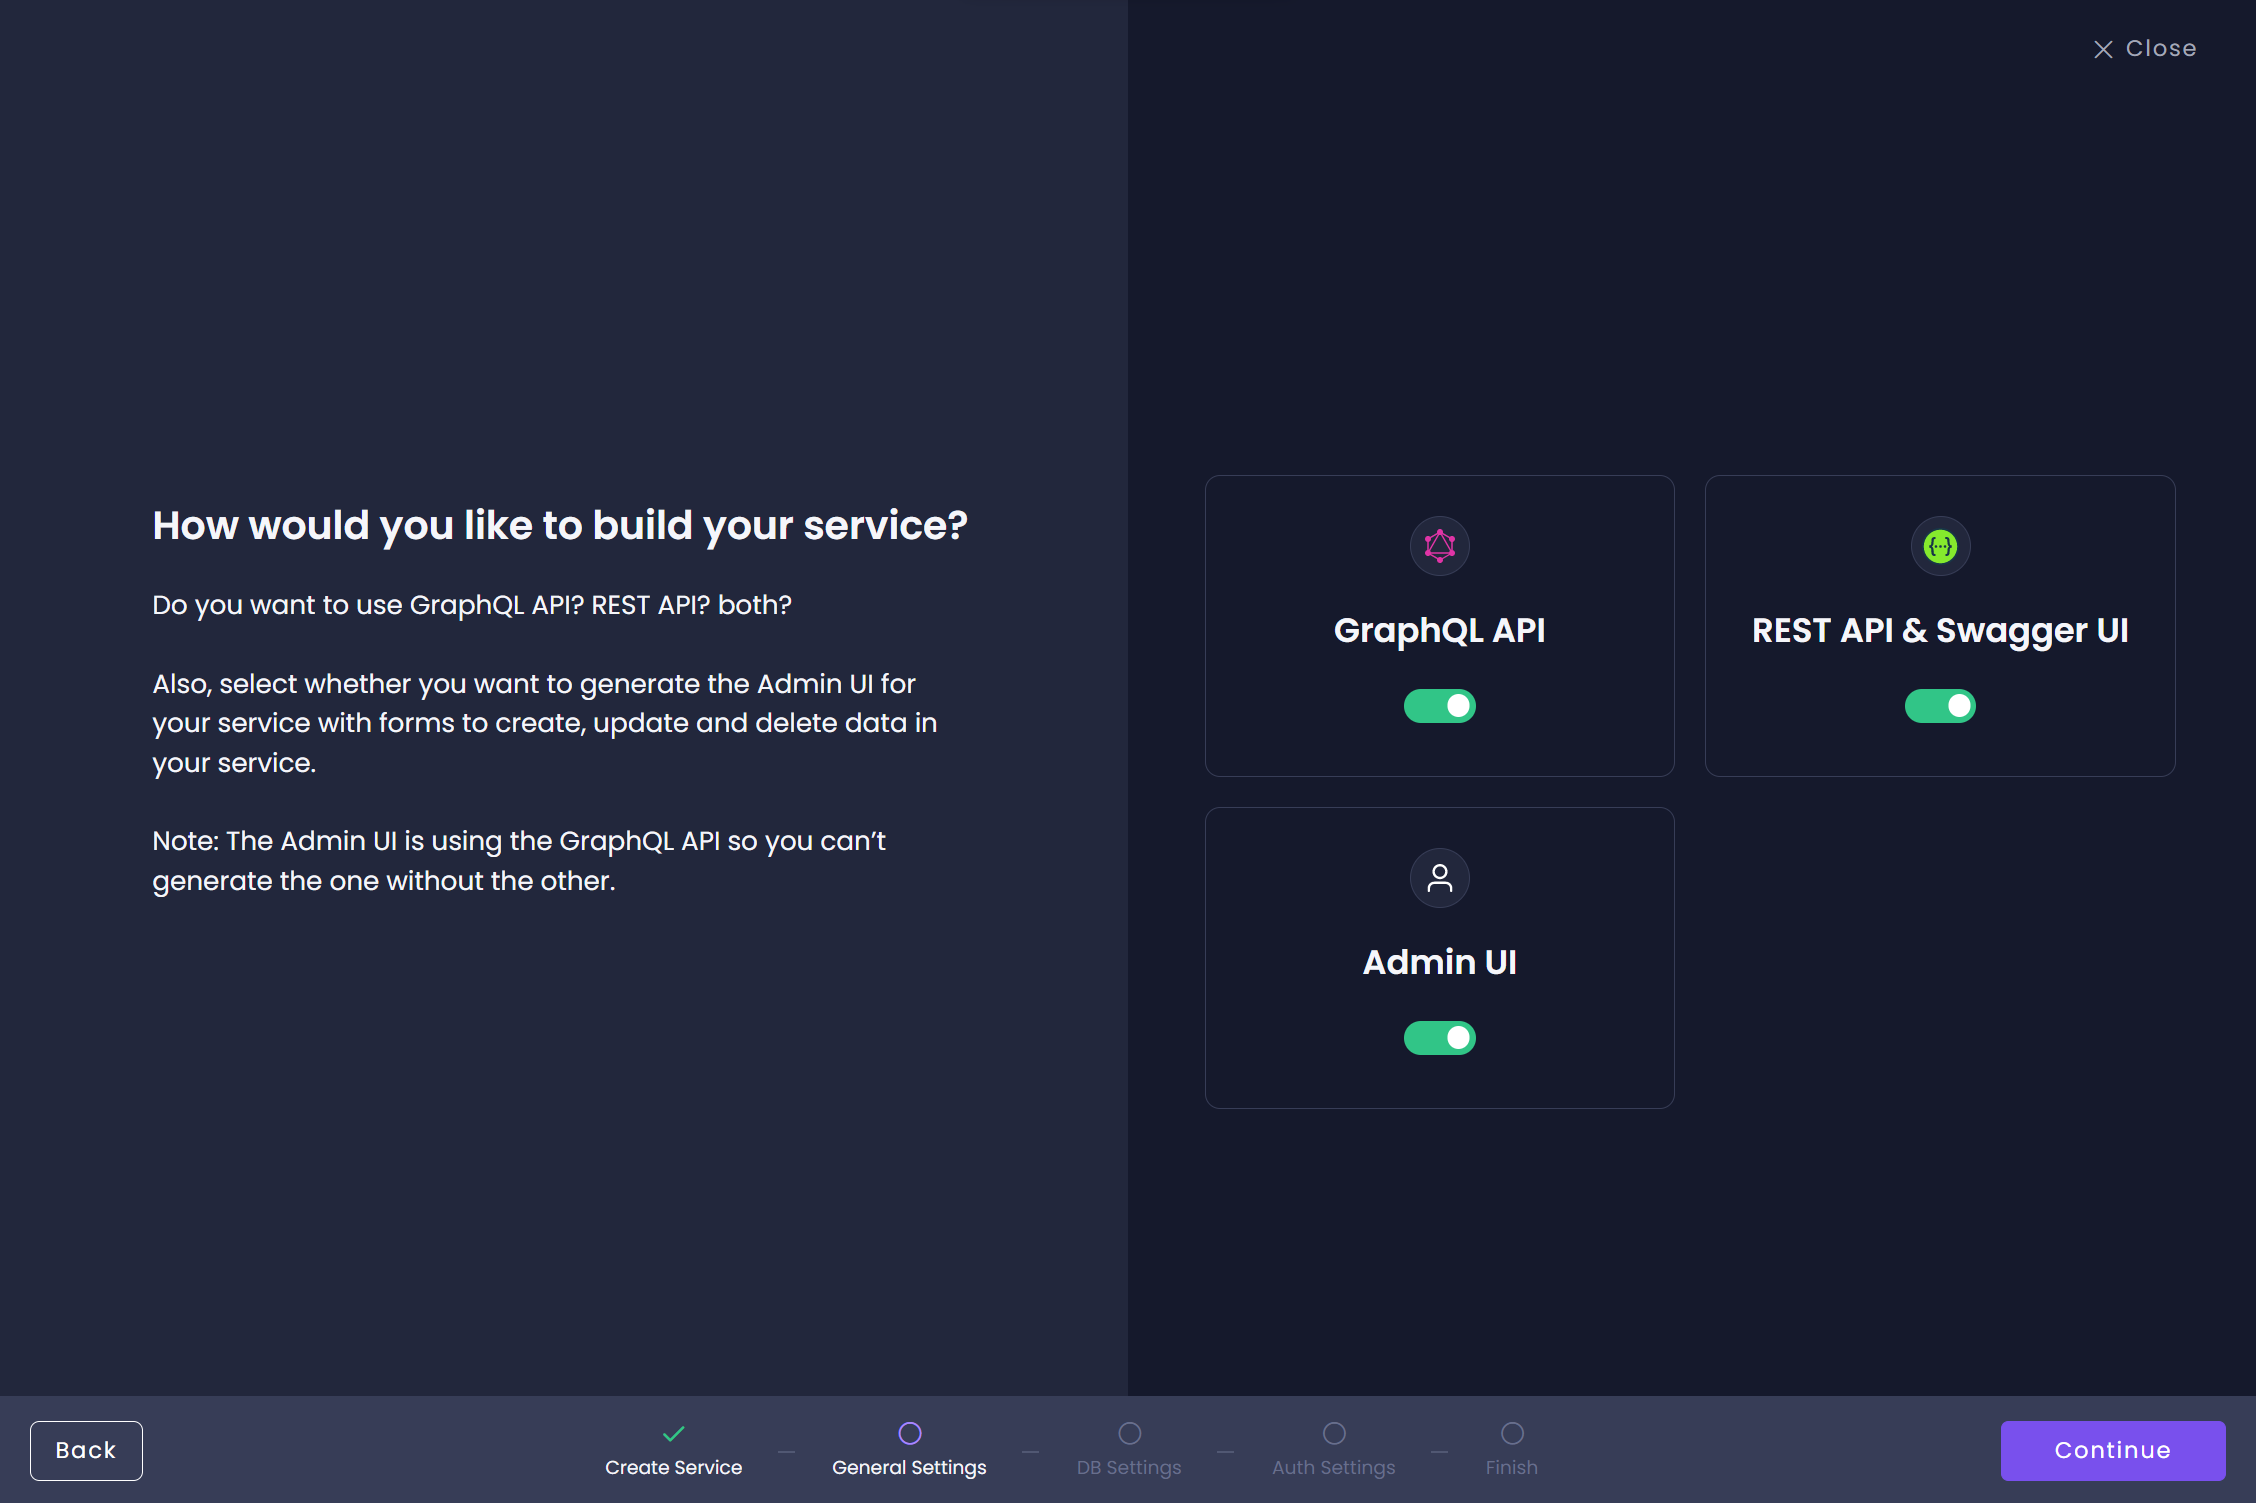 Close
How would you like to build your service?
Do you want to use GraphQL API? REST API? both?
Also, select whether you want to generate the Admin UI for
your service with forms to create, update and delete data in
your service.
Note: The Admin UI is using the GraphQL API so you can’t
generate the one without the other.
GraphQL API
REST API & Swagger UI
Admin UI
Back
Create Service
General Settings
DB Settings
Auth Settings
Finish
Continue